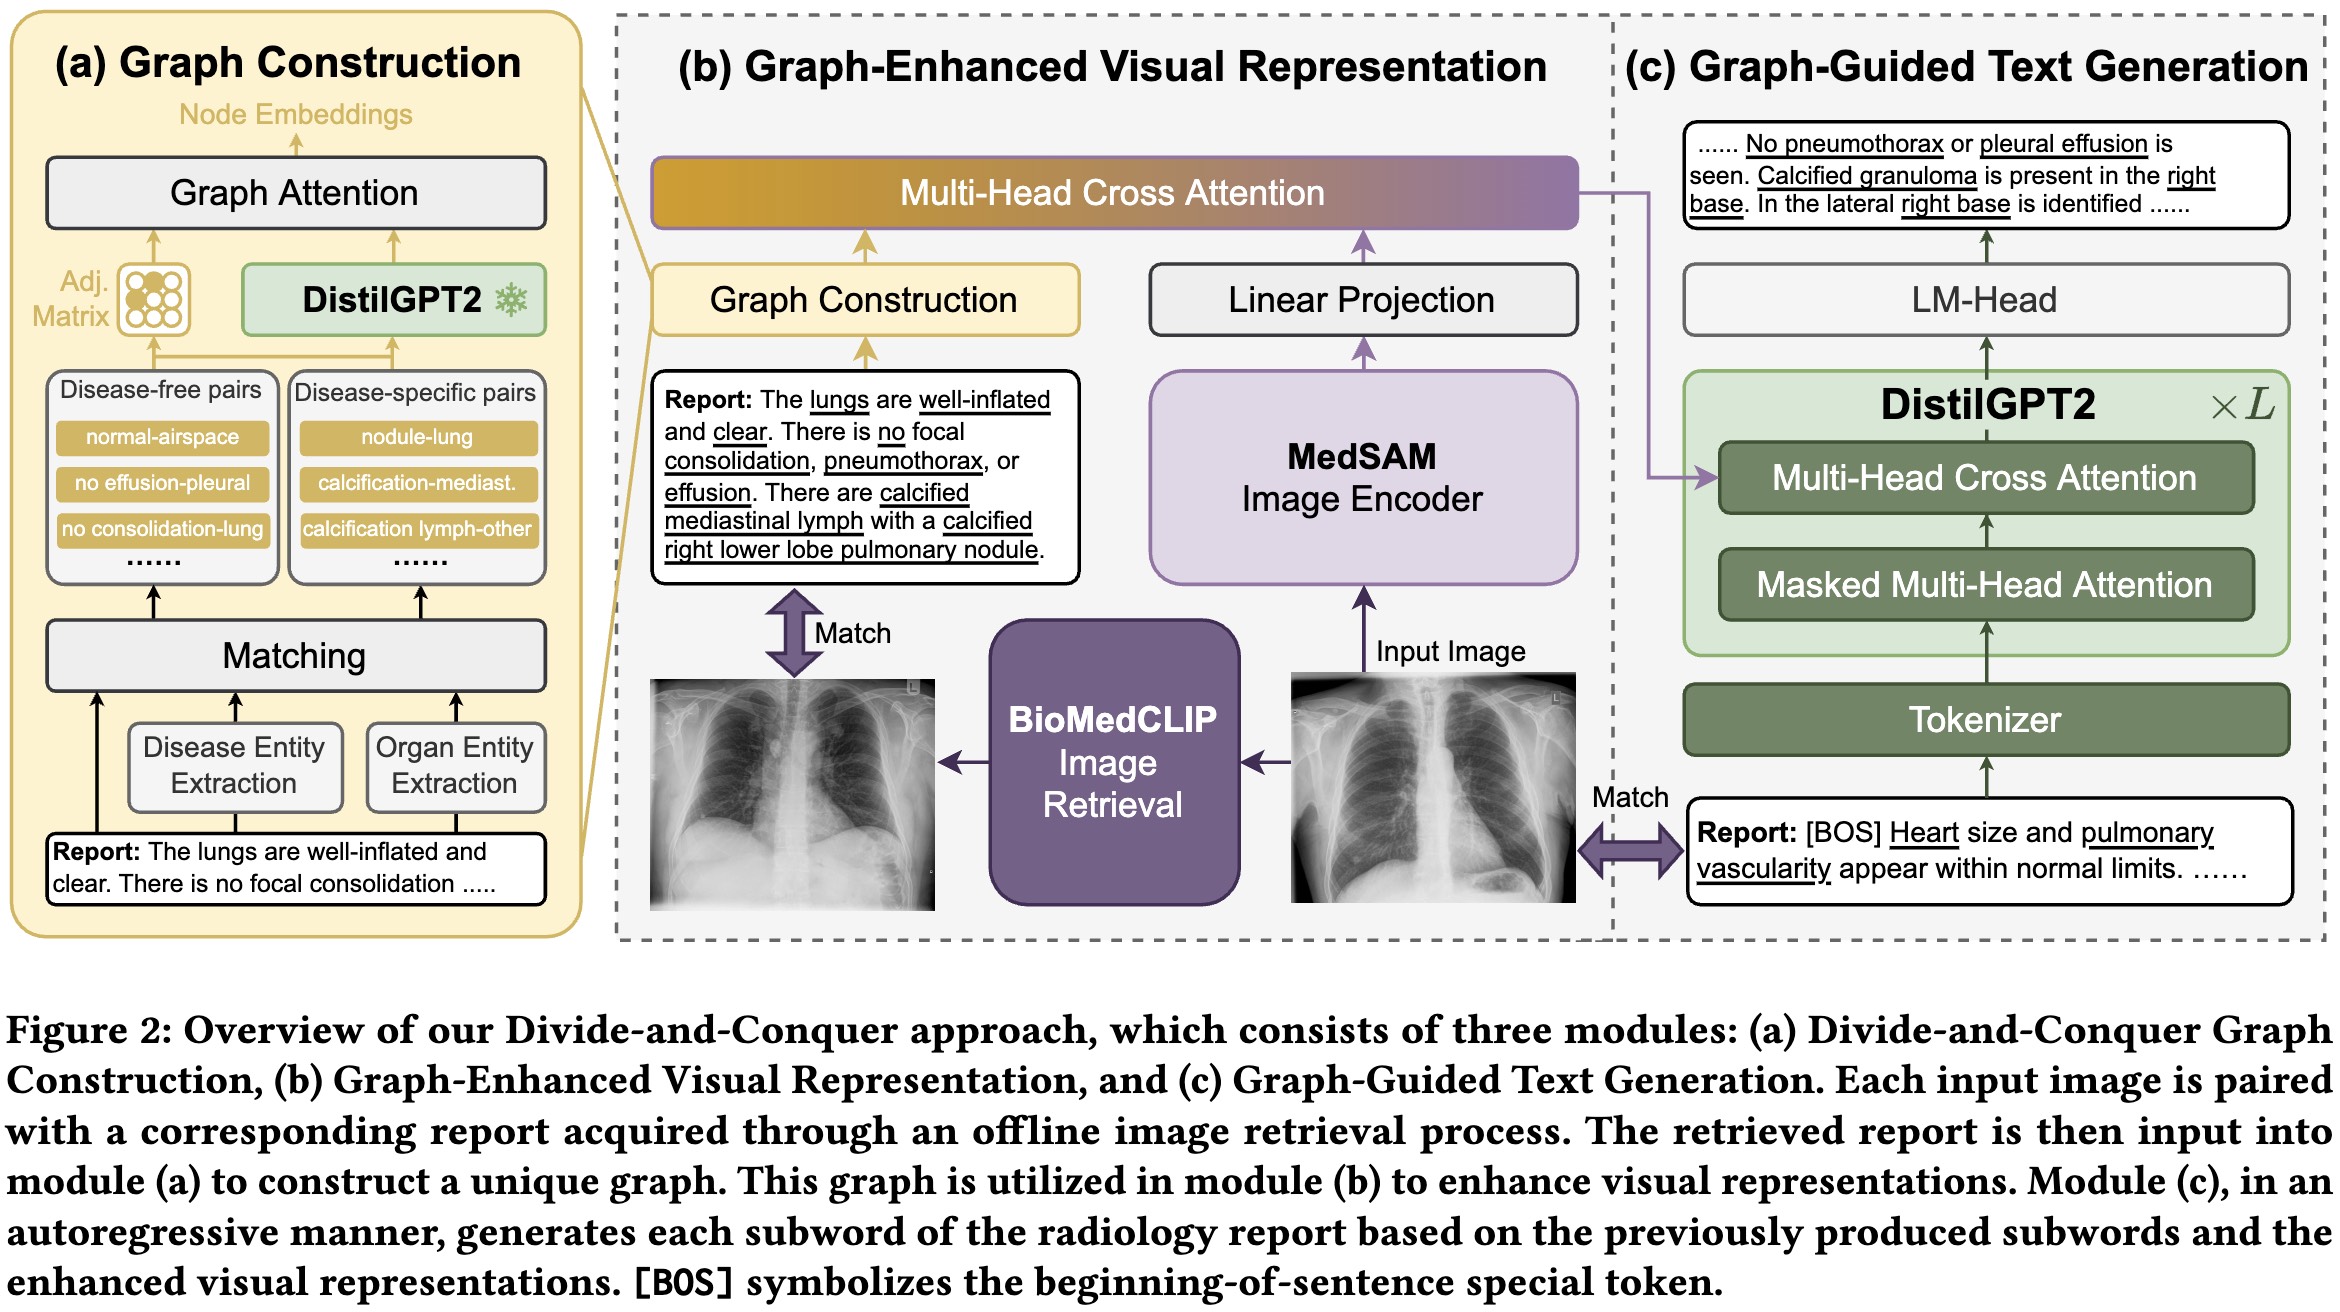 (a) Graph Construction
Node Embeddings
Graph Attention
Adj.
Matrix
DistilGPT2
Disease-free pairs
normal-airspace
no effusion-pleural
no consolidation-lung
......
Disease-specific pairs
nodule-lung
calcification-mediast.
calcification lymph-other
......
Matching
Disease Entity
Extraction
Organ Entity
Extraction
Report: The lungs are well-inflated and
clear. There is no focal consolidation .....
(b) Graph-Enhanced Visual Representation
Multi-Head Cross Attention
Graph Construction
Linear Projection
Report: The lungs are well-inflated
and clear. There is no focal
consolidation, pneumothorax, or
effusion. There are calcified
mediastinal lymph with a calcified
right lower lobe pulmonary nodule.
MedSAM
Image Encoder
Match
Input Image
L
BioMedCLIP
Image
Retrieval
L
Match
(c) Graph-Guided Text Generation
...... No pneumothorax or pleural effusion is
seen. Calcified granuloma is present in the right
base. In the lateral right base is identified ......
LM-Head
DistilGPT2 ×L
Multi-Head Cross Attention
Masked Multi-Head Attention
Tokenizer
Report: [BOS] Heart size and pulmonary
vascularity appear within normal limits. ......
Figure 2: Overview of our Divide-and-Conquer approach, which consists of three modules: (a) Divide-and-Conquer Graph
Construction, (b) Graph-Enhanced Visual Representation, and (c) Graph-Guided Text Generation. Each input image is paired
with a corresponding report acquired through an offline image retrieval process. The retrieved report is then input into
module (a) to construct a unique graph. This graph is utilized in module (b) to enhance visual representations. Module (c), in an
autoregressive manner, generates each subword of the radiology report based on the previously produced subwords and the
enhanced visual representations. [BOS] symbolizes the beginning-of-sentence special token.